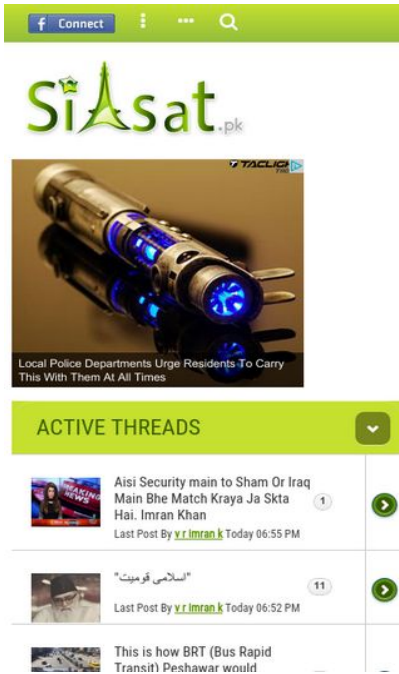 f Connect
SiAsat.pk
Local Police Departments Urge Residents To Carry
This With Them At All Times
ACTIVE THREADS
Aisi Security main to Sham Or Iraq
Main Bhe Match Kraya Ja Skta
Hai. Imran Khan
1
Last Post By v r imran k Today 06:55 PM
"اسلامی قومیت"
11
Last Post By v r imran k Today 06:52 PM
This is how BRT (Bus Rapid
Transit) Peshawar would